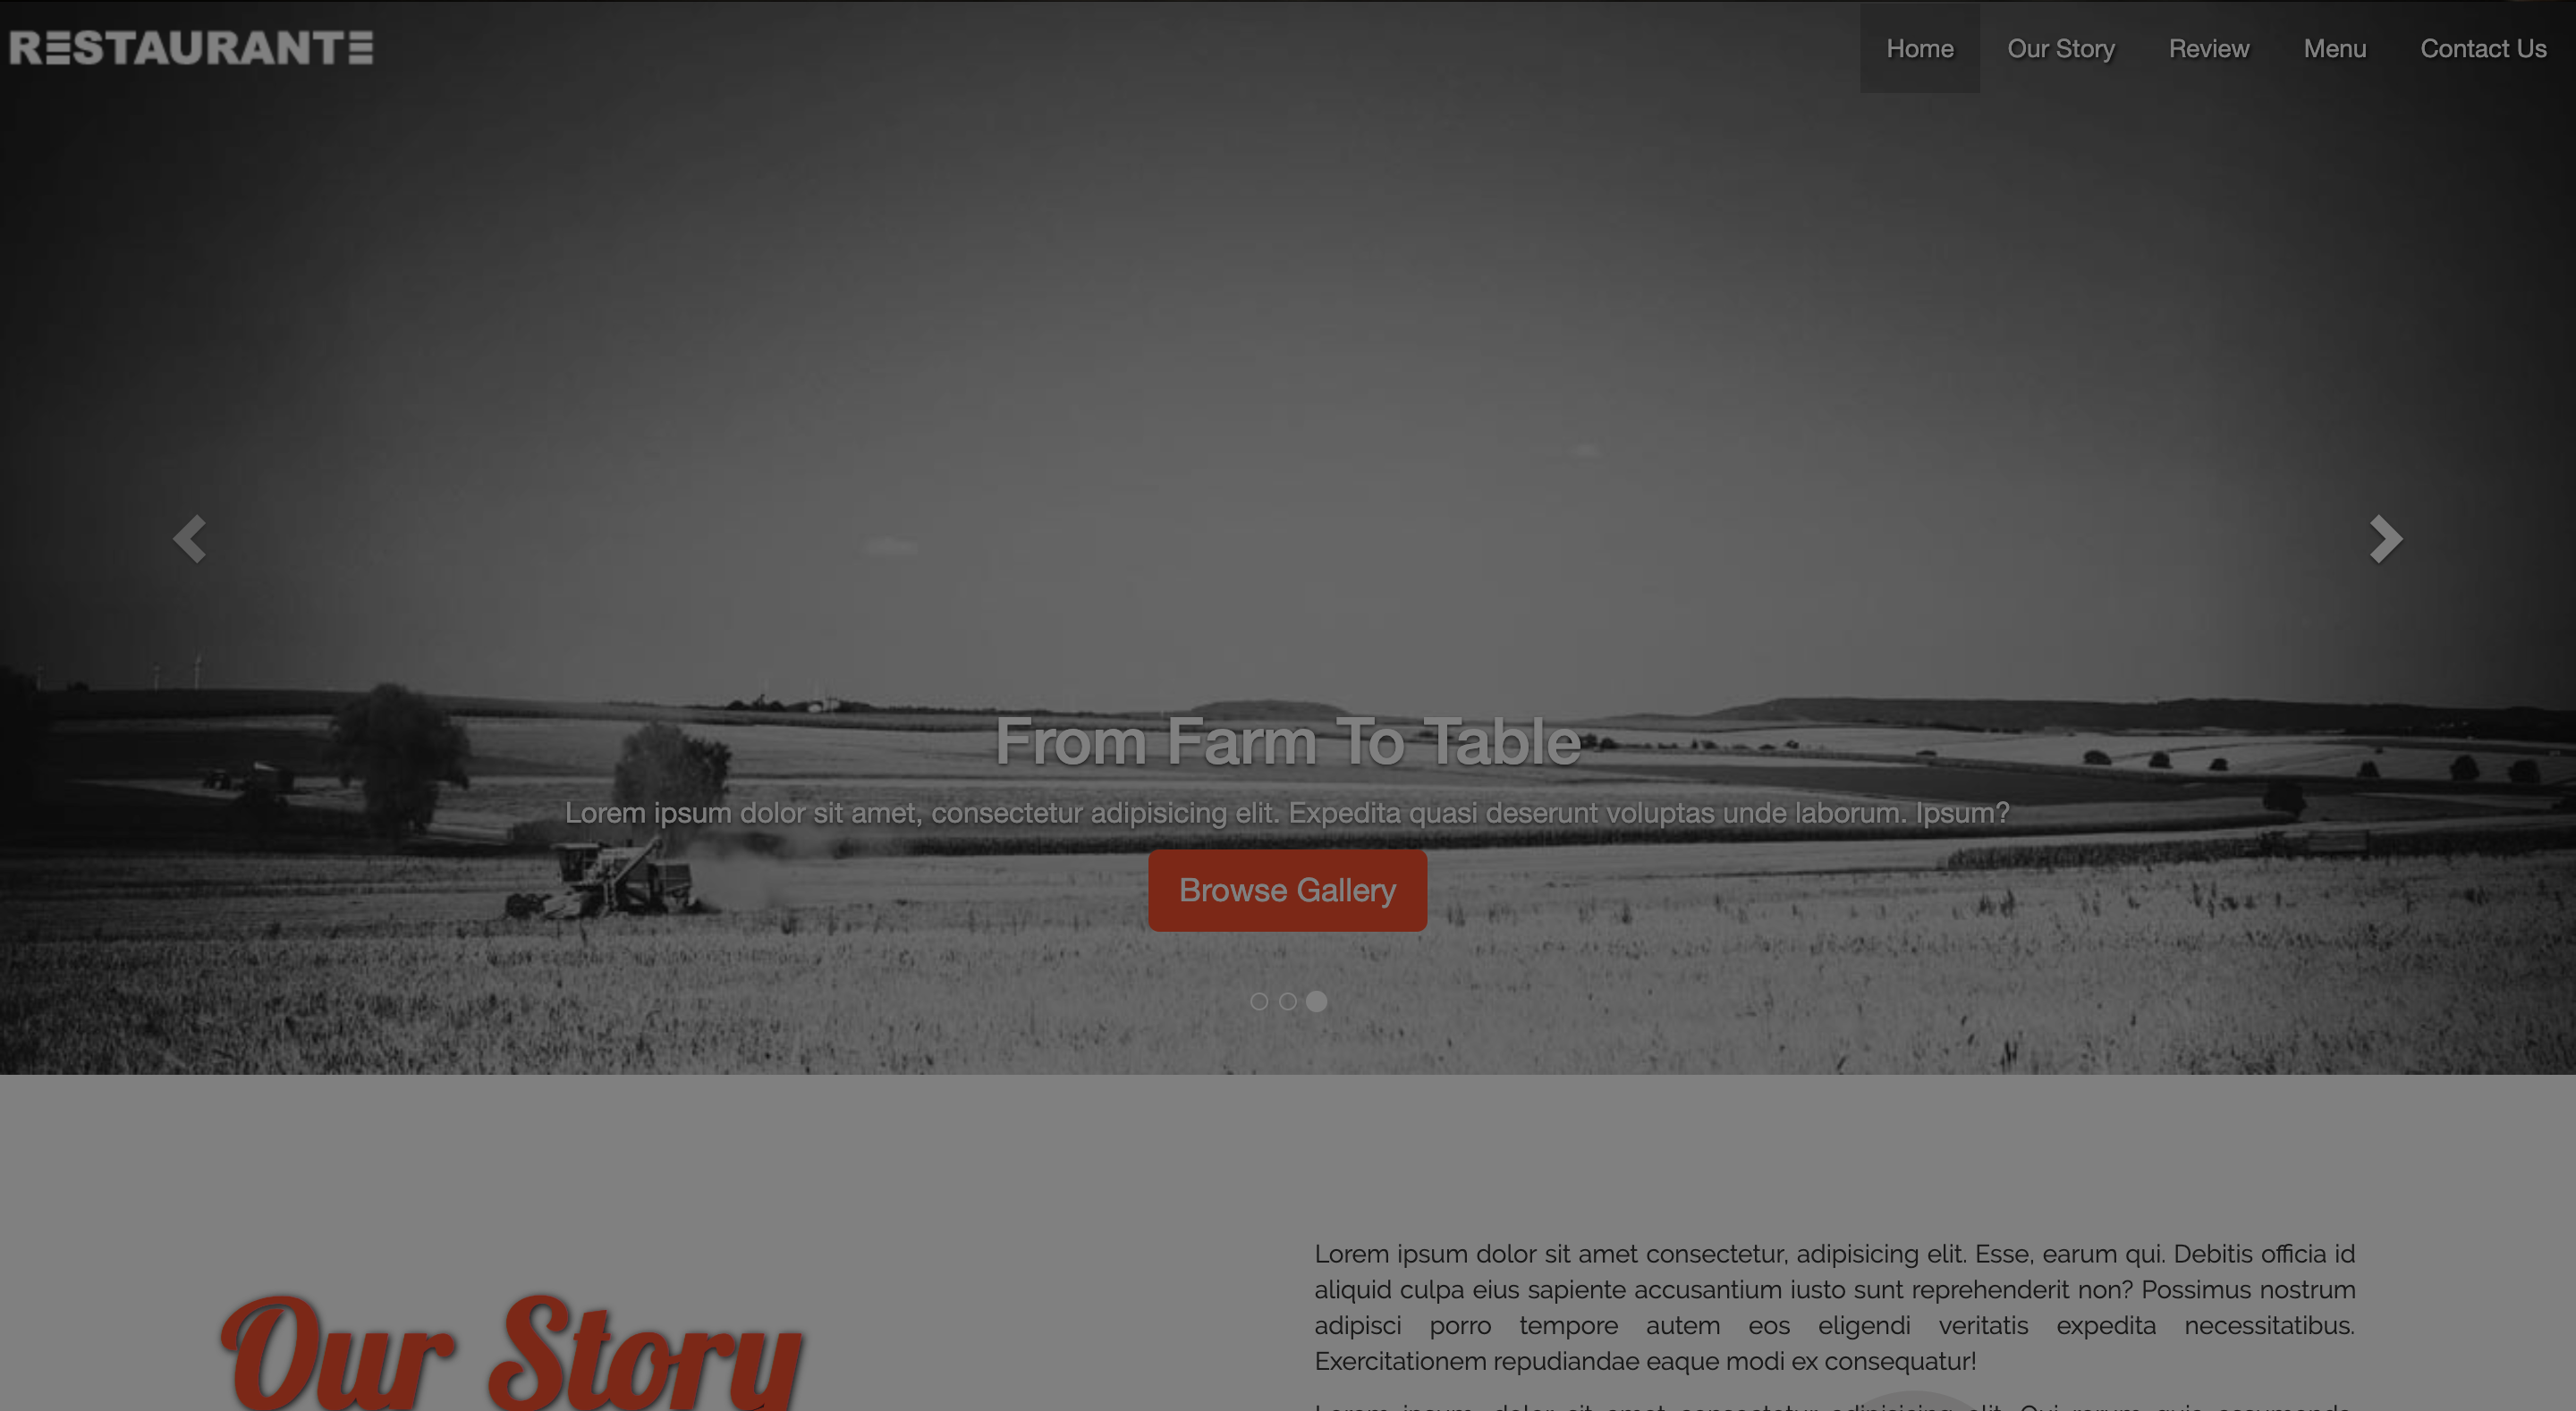 RESTAURANTE
Home Our Story Review Menu Contact Us
From Farm To Table
Lorem ipsum dolor sit amet, consectetur adipisicing elit. Expedita quasi deserunt voluptas unde laborum. Ipsum?
Browse Gallery
Our Story
Lorem ipsum dolor sit amet consectetur, adipisicing elit. Esse, earum qui. Debitis officia id
aliquid culpa eius sapiente accusantium iusto sunt reprehenderit non? Possimus nostrum
adipisci porro tempore autem eos eligendi veritatis expedita necessitatibus.
Exercitationem repudiandae eaque modi ex consequatur!